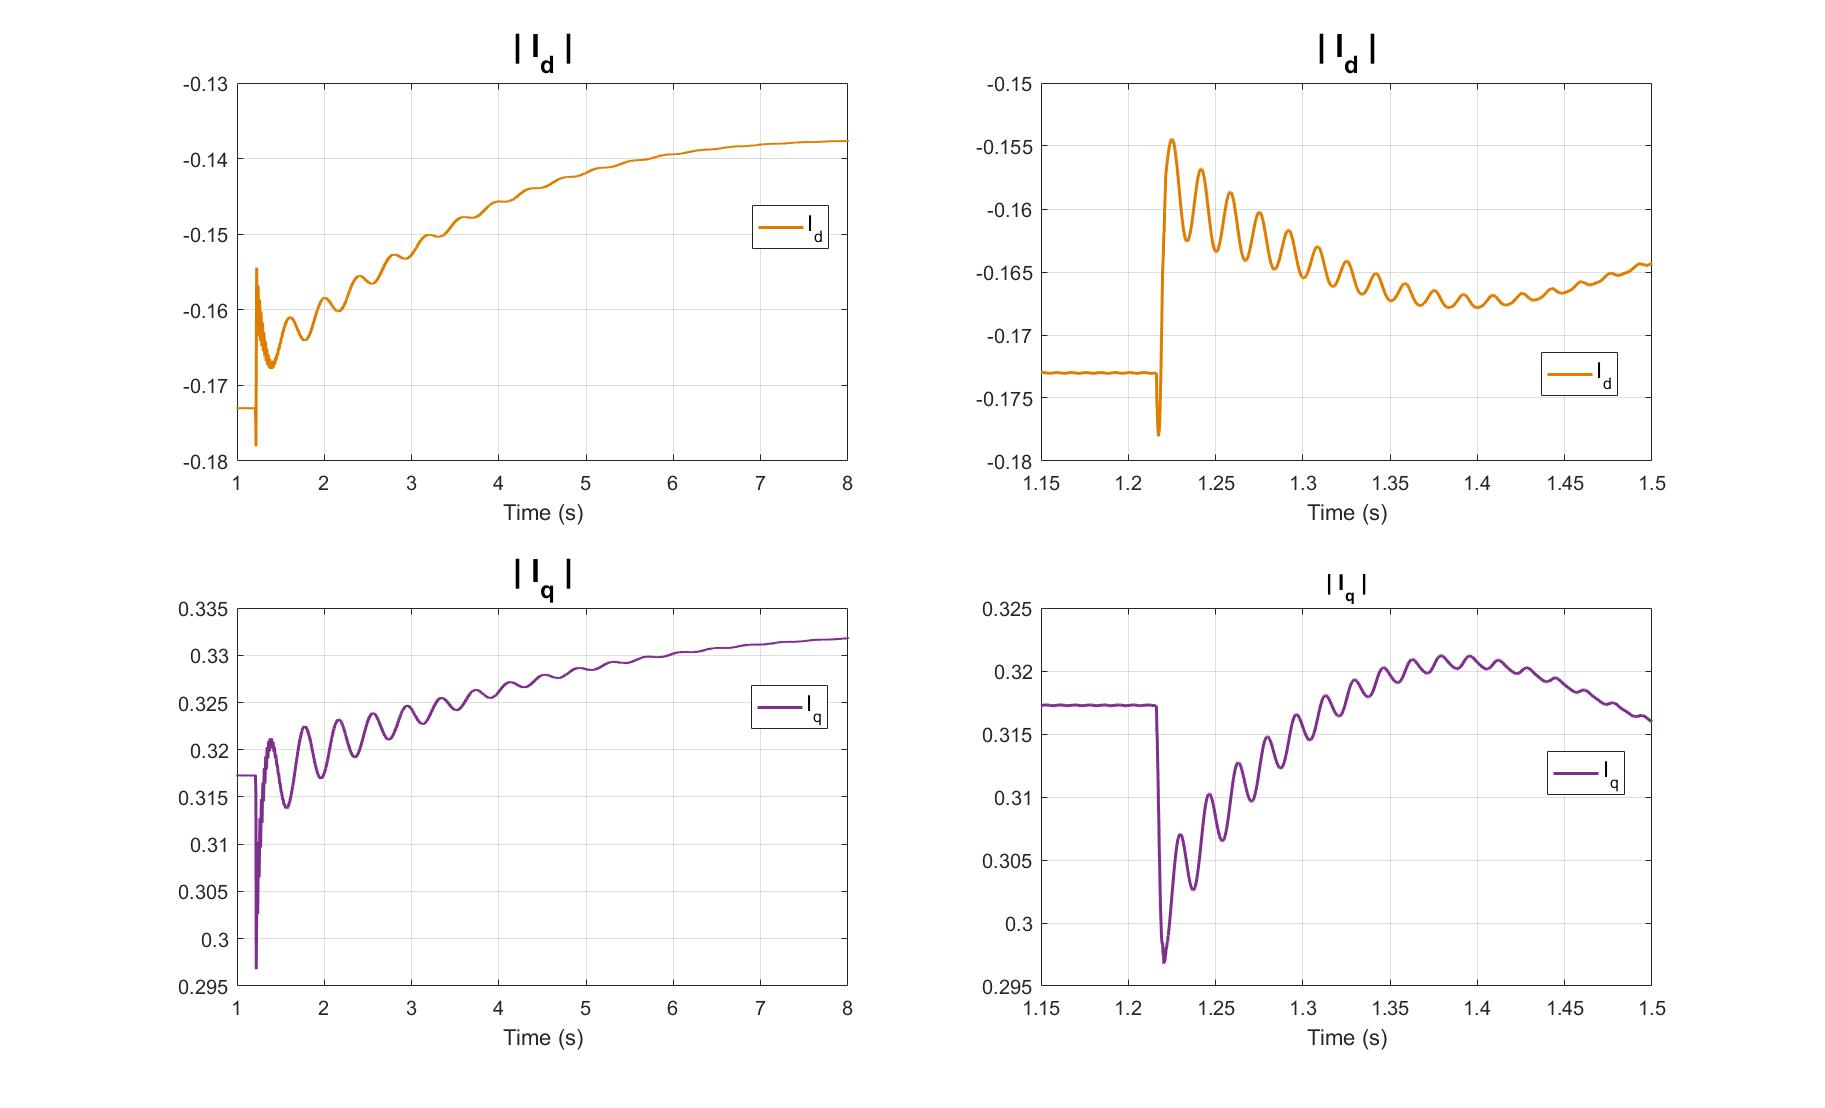 | I_d |
-0.13
-0.14
-0.15
-0.16
-0.17
-0.18
1 2 3 4 5 6 7 8
Time (s)
I_d
| I_d |
-0.15
-0.155
-0.16
-0.165
-0.17
-0.175
-0.18
1.15 1.2 1.25 1.3 1.35 1.4 1.45 1.5
Time (s)
I_d
| I_q |
0.335
0.33
0.325
0.32
0.315
0.31
0.305
0.3
0.295
1 2 3 4 5 6 7 8
Time (s)
I_q
| I_q |
0.325
0.32
0.315
0.31
0.305
0.3
0.295
1.15 1.2 1.25 1.3 1.35 1.4 1.45 1.5
Time (s)
I_q